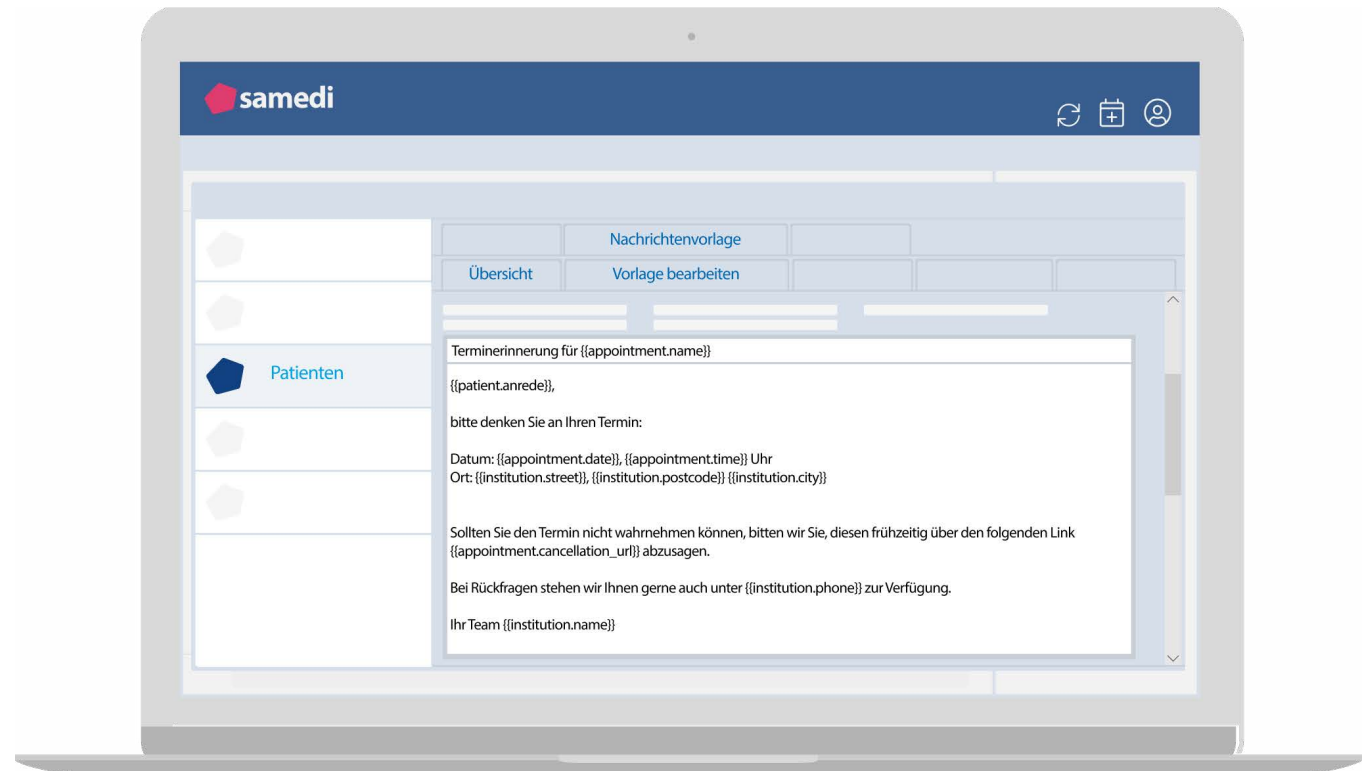 samedi
Nachrichtenvorlage
Übersicht
Vorlage bearbeiten
Patienten
Terminerinnerung für {{appointment.name}}
{{patient.anrede}},
bitte denken Sie an Ihren Termin:
Datum: {{appointment.date}}, {{appointment.time}} Uhr
Ort: {{institution.street}}, {{institution.postcode}} {{institution.city}}
Sollten Sie den Termin nicht wahrnehmen können, bitten wir Sie, diesen frühzeitig über den folgenden Link
{{appointment.cancellation_url}} abzusagen.
Bei Rückfragen stehen wir Ihnen gerne auch unter {{institution.phone}} zur Verfügung.
Ihr Team {{institution.name}}